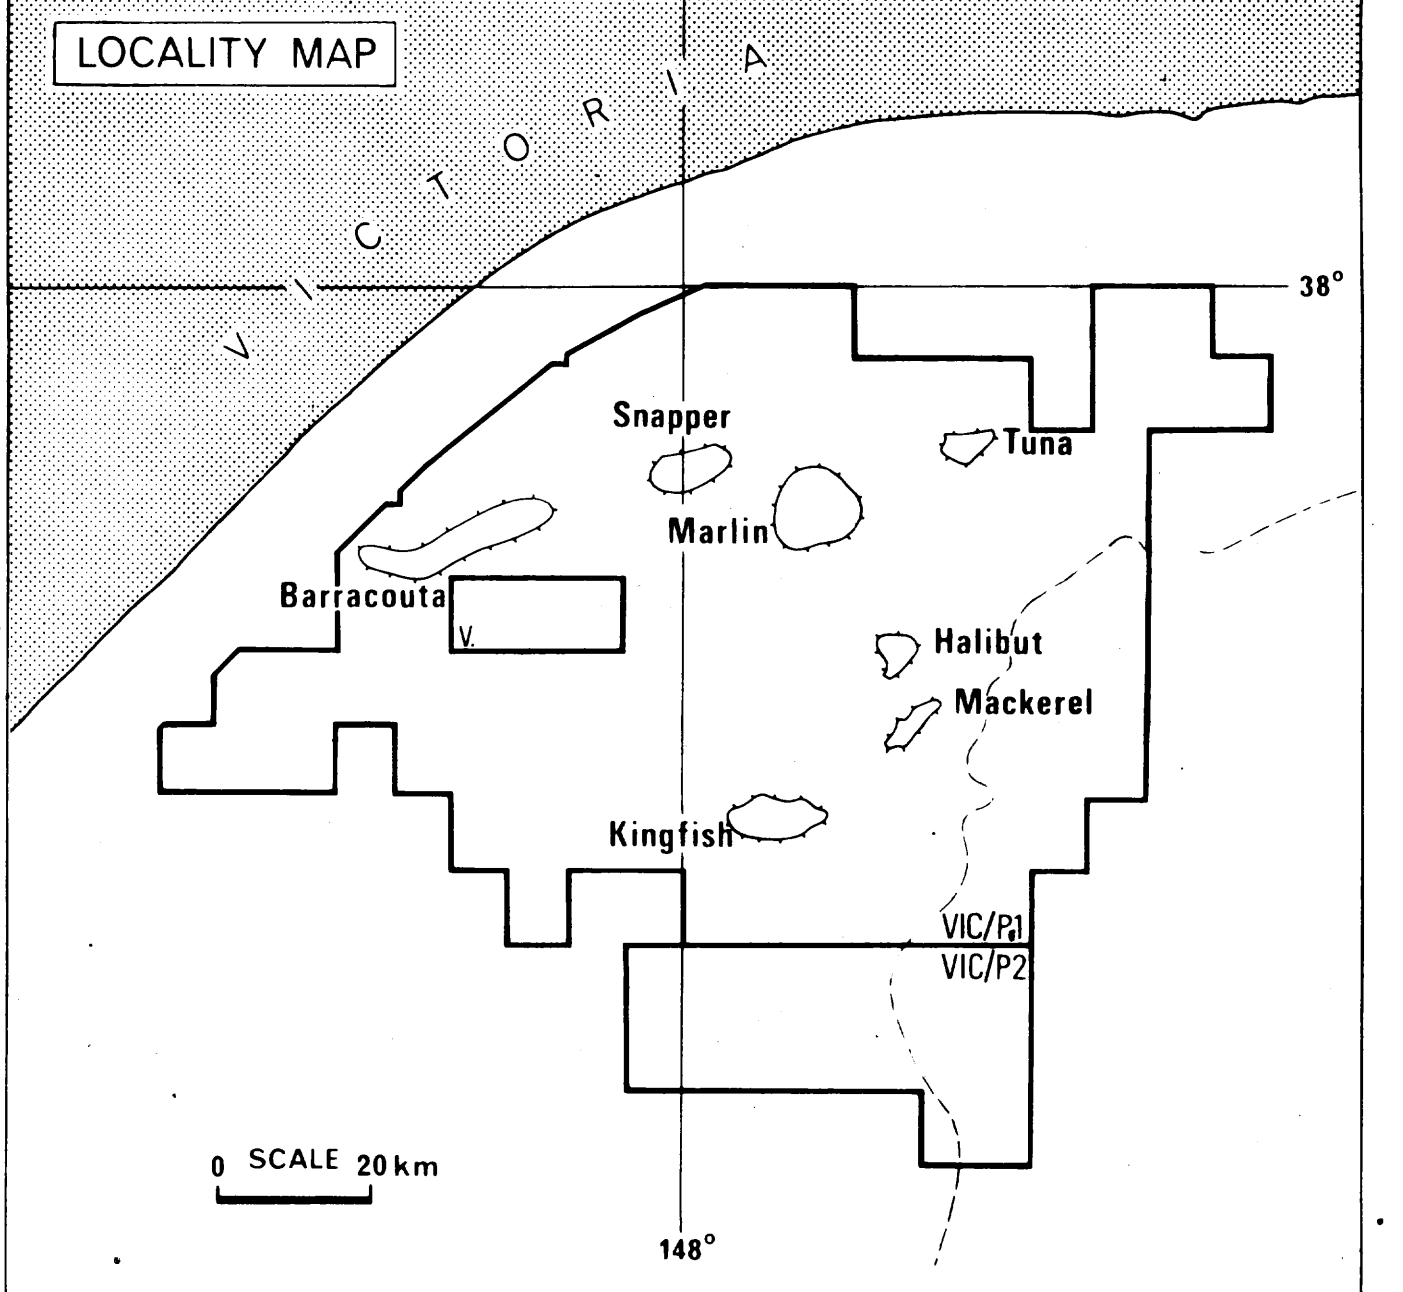 LOCALITY MAP
VICTORIA
38°
Snapper
Tuna
Marlin
Barracouta
V.
Halibut
Mackerel
Kingfish
VIC/P.1
VIC/P2
0 SCALE 20 km
148°